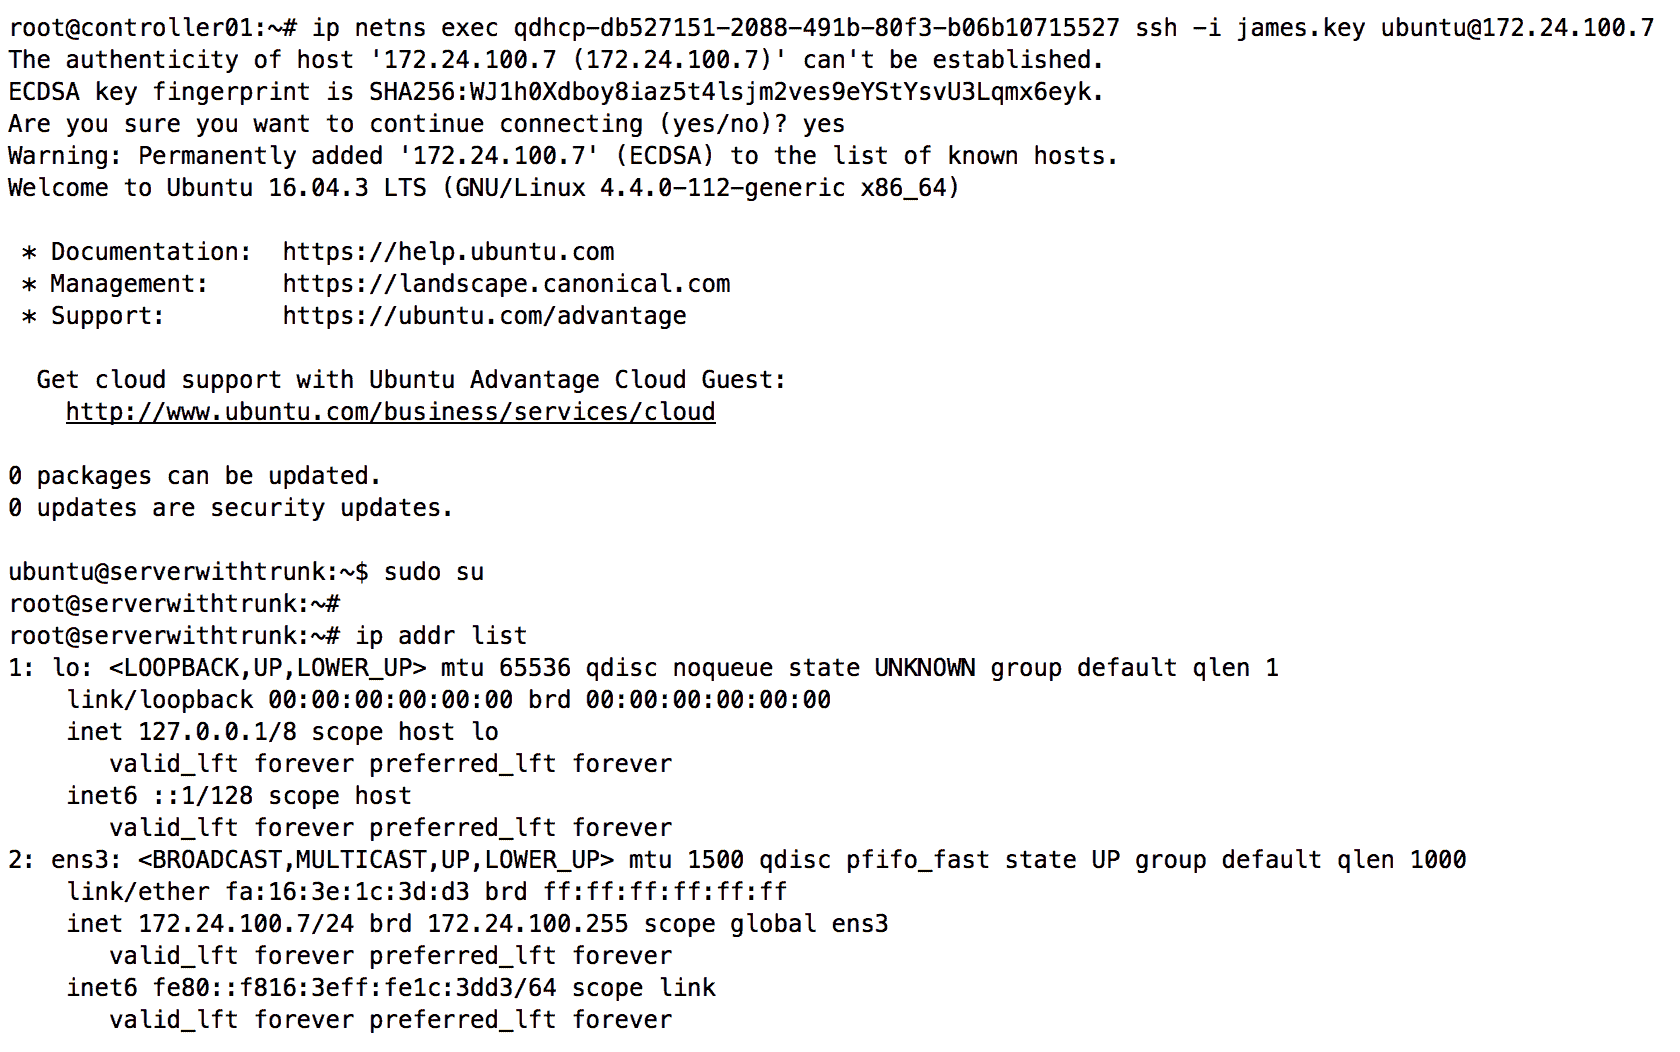 root@controller01:~# ip netns exec qdhcp-db527151-2088-491b-80f3-b06b10715527 ssh -i james.key ubuntu@172.24.100.7
The authenticity of host '172.24.100.7 (172.24.100.7)' can't be established.
ECDSA key fingerprint is SHA256:WJ1h0Xdboy8iaz5t4lsjm2ves9eYStYsvU3Lqmx6eyk.
Are you sure you want to continue connecting (yes/no)? yes
Warning: Permanently added '172.24.100.7' (ECDSA) to the list of known hosts.
Welcome to Ubuntu 16.04.3 LTS (GNU/Linux 4.4.0-112-generic x86_64)

 * Documentation:  https://help.ubuntu.com
 * Management:     https://landscape.canonical.com
 * Support:        https://ubuntu.com/advantage

  Get cloud support with Ubuntu Advantage Cloud Guest:
    http://www.ubuntu.com/business/services/cloud

0 packages can be updated.
0 updates are security updates.

ubuntu@serverwithtrunk:~$ sudo su
root@serverwithtrunk:~#
root@serverwithtrunk:~# ip addr list
1: lo: <LOOPBACK,UP,LOWER_UP> mtu 65536 qdisc noqueue state UNKNOWN group default qlen 1
    link/loopback 00:00:00:00:00:00 brd 00:00:00:00:00:00
    inet 127.0.0.1/8 scope host lo
       valid_lft forever preferred_lft forever
    inet6 ::1/128 scope host
       valid_lft forever preferred_lft forever
2: ens3: <BROADCAST,MULTICAST,UP,LOWER_UP> mtu 1500 qdisc pfifo_fast state UP group default qlen 1000
    link/ether fa:16:3e:1c:3d:d3 brd ff:ff:ff:ff:ff:ff
    inet 172.24.100.7/24 brd 172.24.100.255 scope global ens3
       valid_lft forever preferred_lft forever
    inet6 fe80::f816:3eff:fe1c:3dd3/64 scope link
       valid_lft forever preferred_lft forever